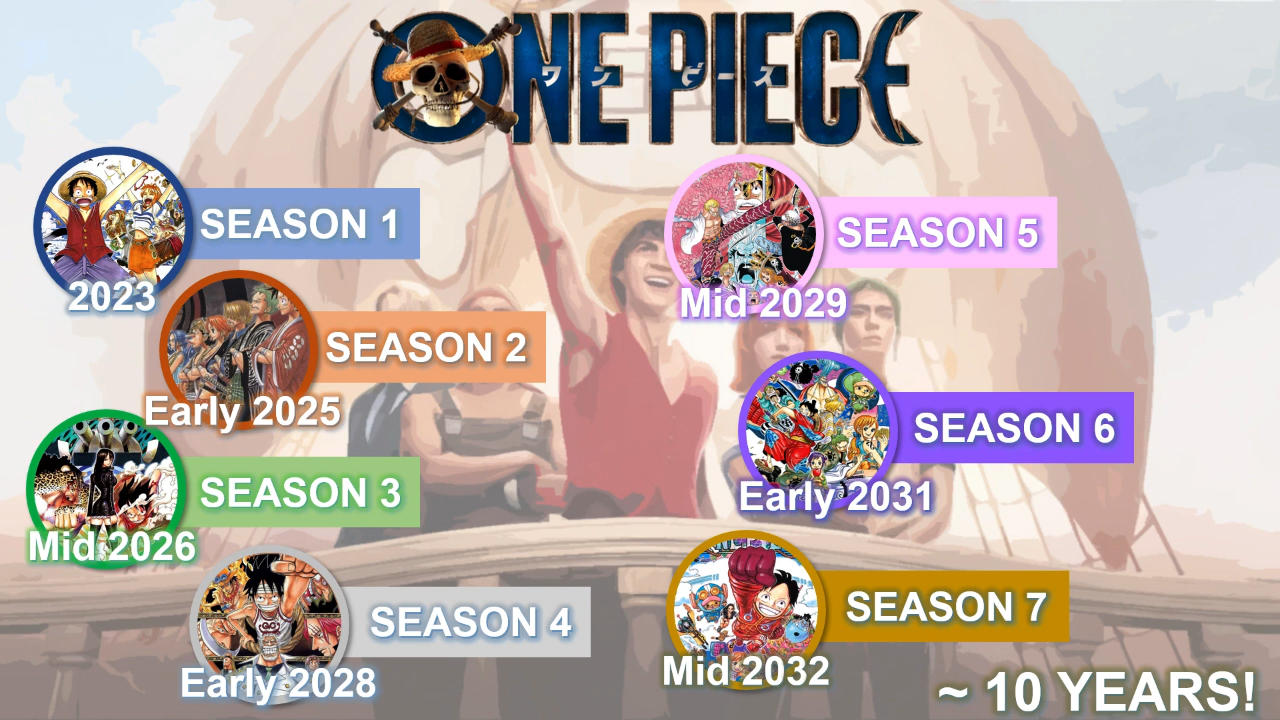 ONE PIECE
ワンピース
SEASON 1
2023
SEASON 2
Early 2025
SEASON 3
Mid 2026
SEASON 4
Early 2028
SEASON 5
Mid 2029
SEASON 6
Early 2031
SEASON 7
Mid 2032
~ 10 YEARS!